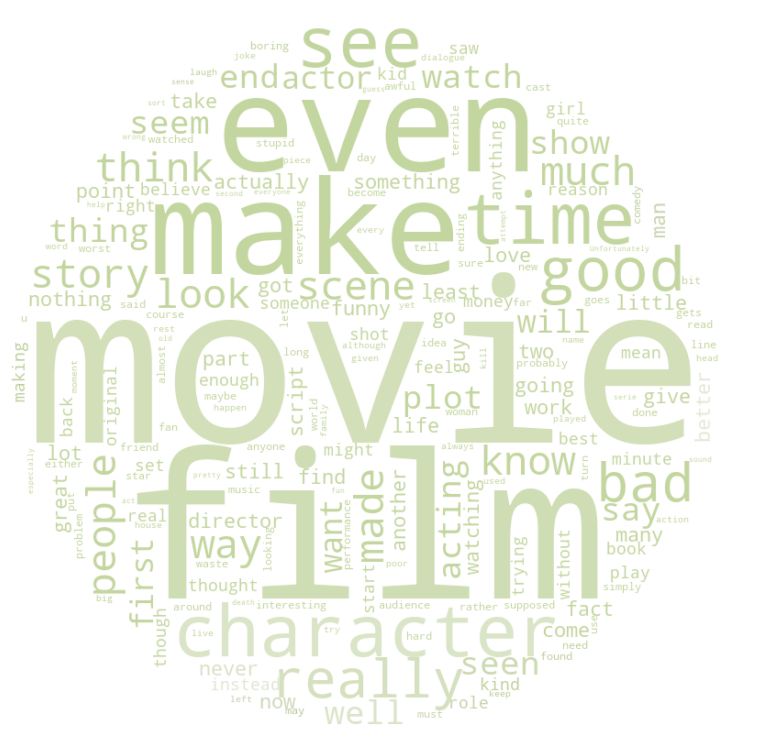 boring
see
saw
joke
dialogue
laugh
end
actor
kid
watch
sense
guess
awful
cast
sort
take
even
girl
seem
terrible
quite
wrong
watched
stupid
show
think
piece
day
anything
much
point
believe
actually
something
reason
right
second
everyone
become
comedy
help
make
time
man
thing
word
worst
everything
every
tell
ending
attempt
Unfortunately
sure
love
story
look
scene
good
bit
nothing
said
got
someone
least
new
money
far
goes
little
gets
u
course
let
funny
yet
screen
go
will
read
making
movie
rest
old
shot
although
idea
guy
name
line
almost
part
long
given
feel
kill
two
probably
mean
head
moment
original
enough
script
plot
going
serie
give
back
maybe
happen
world
family
life
woman
work
played
done
better
fan
friend
anyone
might
always
best
turn
lot
either
set
still
find
know
minute
sound
especially
star
pretty
music
fun
film
used
bad
great
put
people
act
real
want
performance
made
another
acting
watching
say
action
problem
house
director
looking
many
way
trying
without
book
first
waste
poor
thought
start
play
simply
big
around
death
interesting
audience
rather
supposed
fact
use
though
character
live
try
hard
come
need
never
really
seen
found
instead
kind
keep
left
now
may
well
must
role